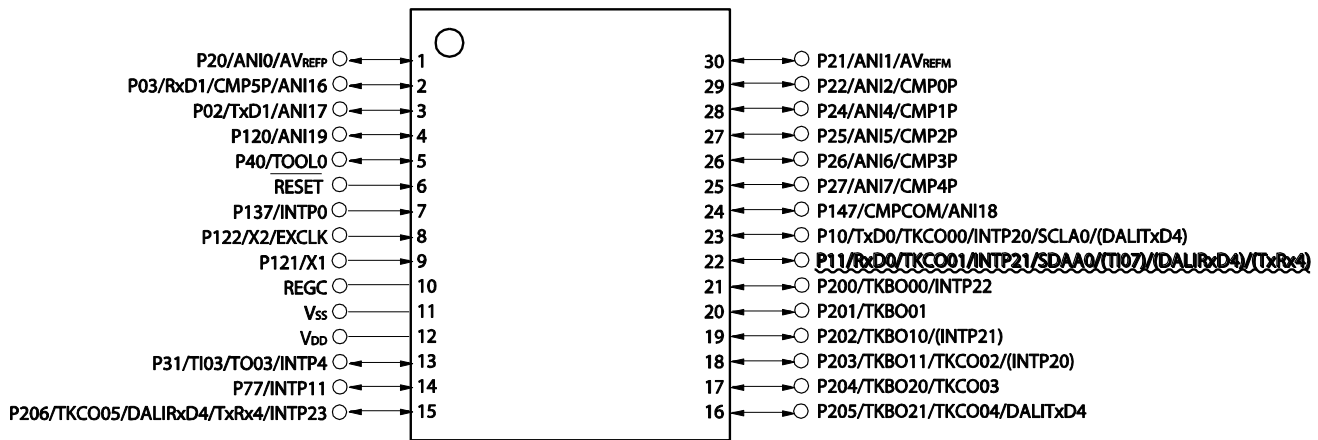 P20/ANI0/AVREFP 1 30 P21/ANI1/AVREFM
P03/RxD1/CMP5P/ANI16 2 29 P22/ANI2/CMP0P
P02/TxD1/ANI17 3 28 P24/ANI4/CMP1P
P120/ANI19 4 27 P25/ANI5/CMP2P
P40/TOOL0 5 26 P26/ANI6/CMP3P
RESET 6 25 P27/ANI7/CMP4P
P137/INTP0 7 24 P147/CMPCOM/ANI18
P122/X2/EXCLK 8 23 P10/TxD0/TKCO00/INTP20/SCLA0/(DALITxD4)
P121/X1 9 22 P11/RxD0/TKCO01/INTP21/SDAA0/(TI07)/(DALIRxD4)/(TxRx4)
REGC 10 21 P200/TKBO00/INTP22
VSS 11 20 P201/TKBO01
VDD 12 19 P202/TKBO10/(INTP21)
P31/TI03/TO03/INTP4 13 18 P203/TKBO11/TKCO02/(INTP20)
P77/INTP11 14 17 P204/TKBO20/TKCO03
P206/TKCO05/DALIRxD4/TxRx4/INTP23 15 16 P205/TKBO21/TKCO04/DALITxD4